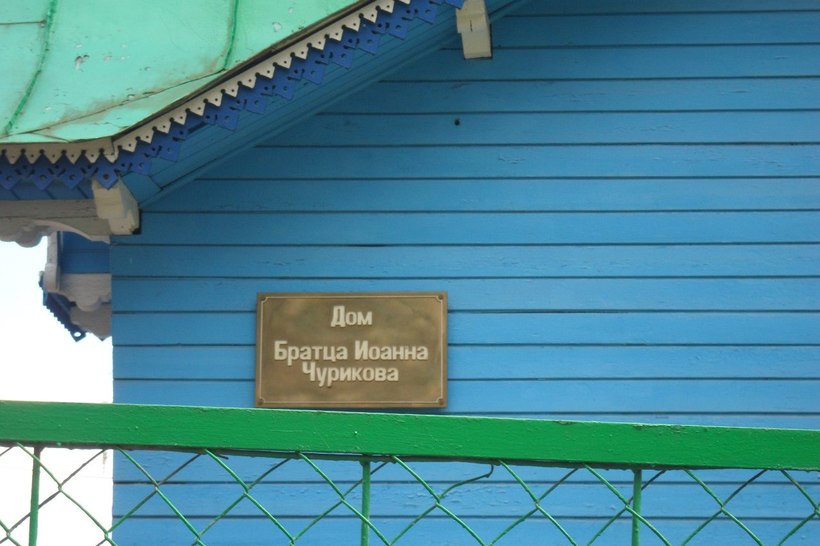 Дом
Братца Иоанна
Чурикова